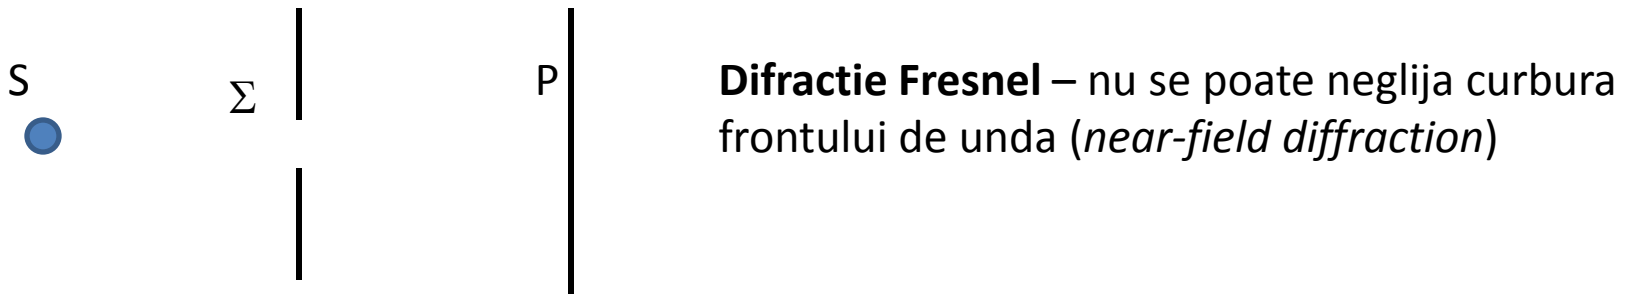 S
Σ
P
Difractie Fresnel – nu se poate neglija curbura
frontului de unda (near-field diffraction)